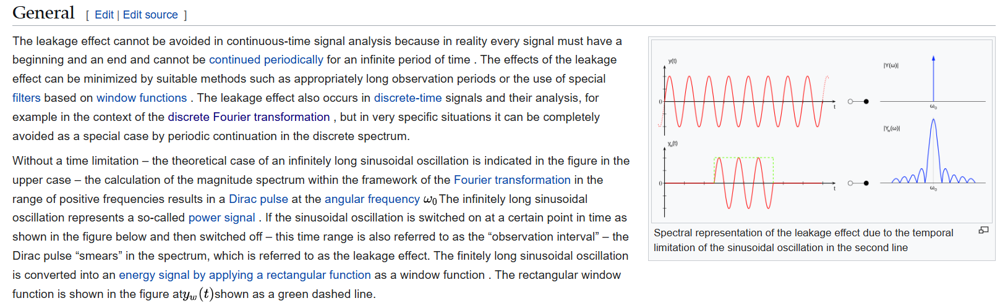 General [ Edit | Edit source ]
The leakage effect cannot be avoided in continuous-time signal analysis because in reality every signal must have a
beginning and an end and cannot be continued periodically for an infinite period of time . The effects of the leakage
effect can be minimized by suitable methods such as appropriately long observation periods or the use of special
filters based on window functions . The leakage effect also occurs in discrete-time signals and their analysis, for
example in the context of the discrete Fourier transformation , but in very specific situations it can be completely
avoided as a special case by periodic continuation in the discrete spectrum.
Without a time limitation – the theoretical case of an infinitely long sinusoidal oscillation is indicated in the figure in the
upper case – the calculation of the magnitude spectrum within the framework of the Fourier transformation in the
range of positive frequencies results in a Dirac pulse at the angular frequency ω₀ The infinitely long sinusoidal
oscillation represents a so-called power signal . If the sinusoidal oscillation is switched on at a certain point in time as
shown in the figure below and then switched off – this time range is also referred to as the “observation interval” – the
Dirac pulse “smears” in the spectrum, which is referred to as the leakage effect. The finitely long sinusoidal oscillation
is converted into an energy signal by applying a rectangular function as a window function . The rectangular window
function is shown in the figure aty_w(t)shown as a green dashed line.
y(t)
|Y(ω)|
0
t
ω₀
|Y_w(ω)|
y_w(t)
0
t
ω₀
Spectral representation of the leakage effect due to the temporal
limitation of the sinusoidal oscillation in the second line